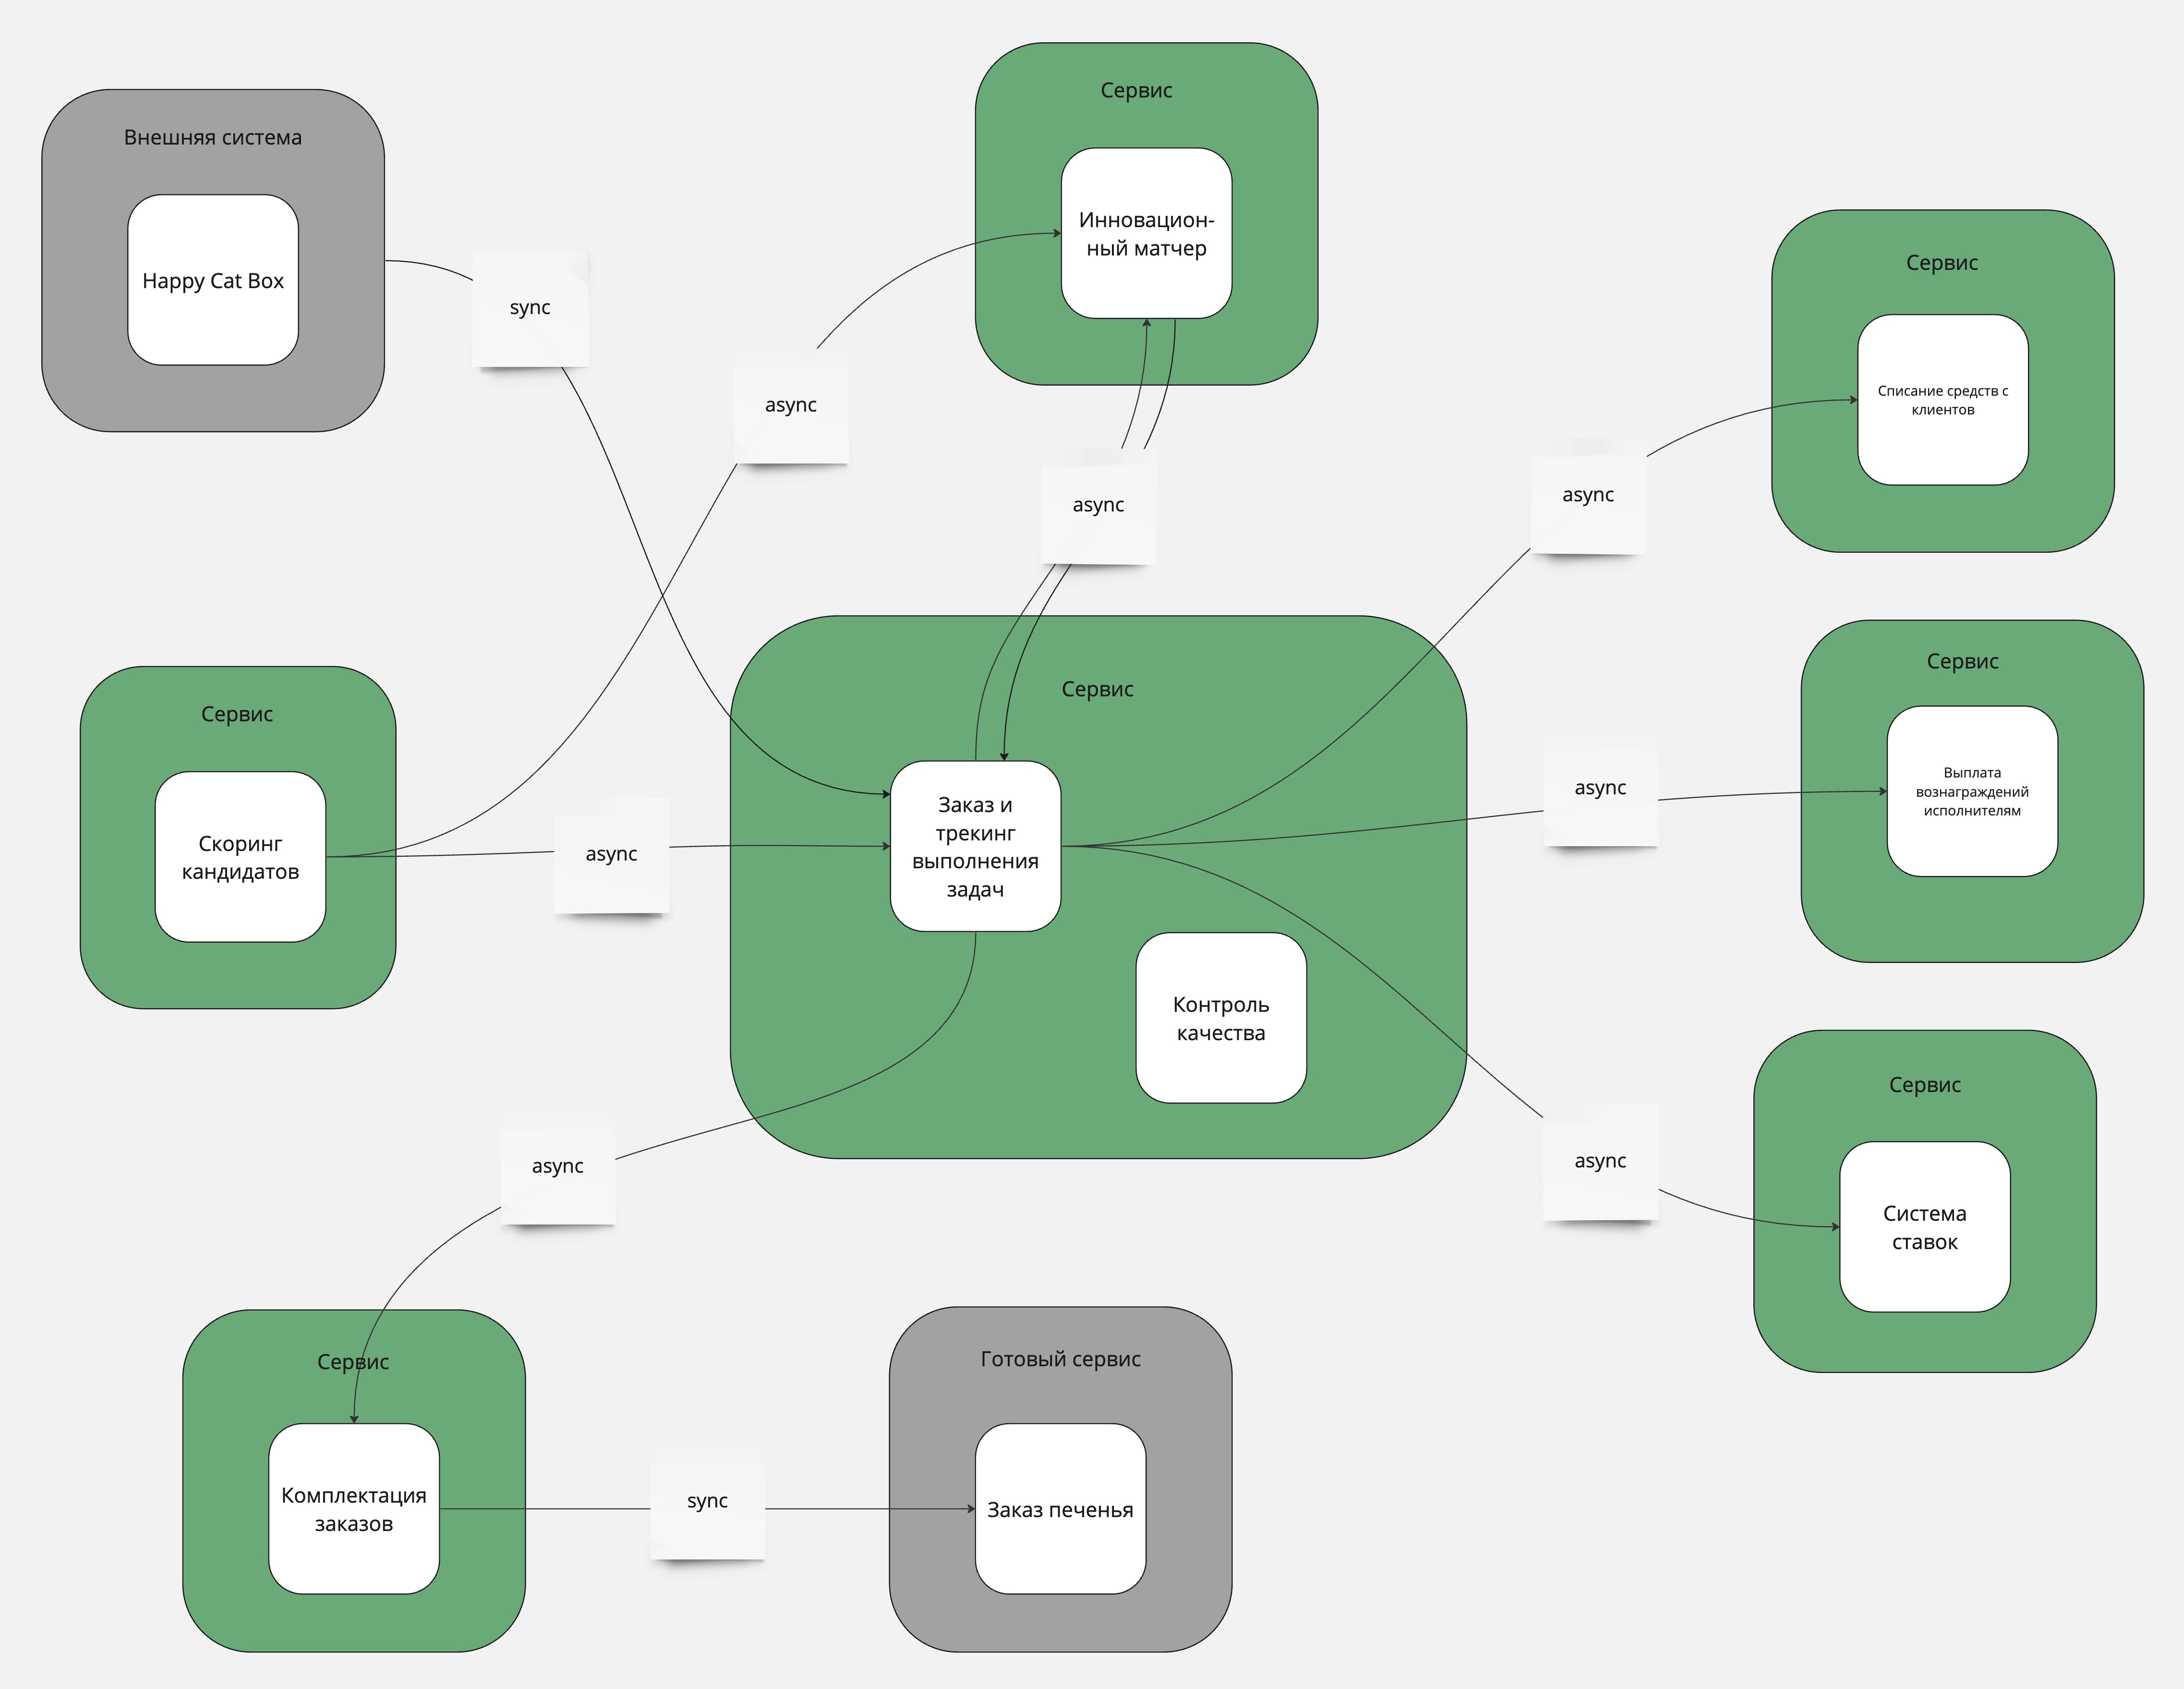 Сервис
Внешняя система
Инновацион-
ный матчер
Сервис
Happy Cat Box
sync
async
Списание средств с
клиентов
async
async
Сервис
Сервис
Сервис
Выплата
вознаграждений
исполнителям
async
Заказ и
трекинг
выполнения
задач
Скоринг
кандидатов
async
Контроль
качества
Сервис
async
async
Система
ставок
Сервис
Готовый сервис
Комплектация
заказов
sync
Заказ печенья